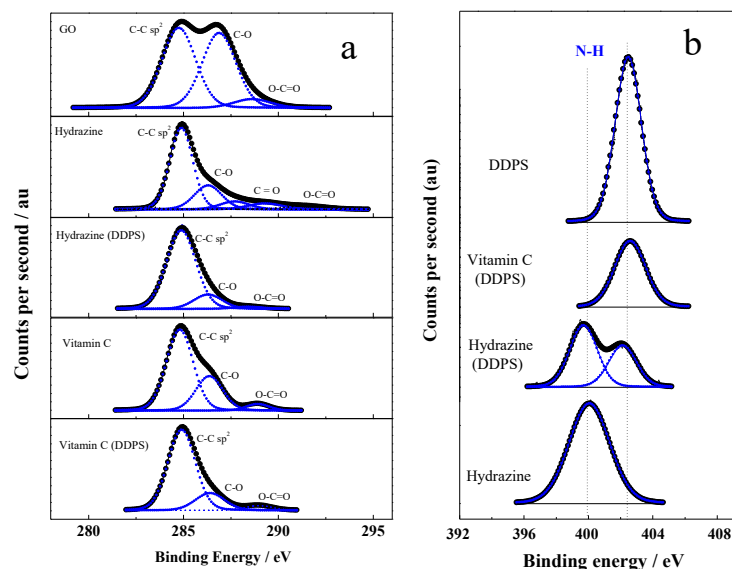 a
GO
C-C sp²
C-O
O-C=O
Hydrazine
C-C sp²
C-O
C = O
O-C=O
Hydrazine (DDPS)
C-C sp²
C-O
O-C=O
Vitamin C
C-C sp²
C-O
O-C=O
Vitamin C (DDPS)
C-C sp²
C-O
O-C=O
280 285 290 295
Binding Energy / eV
Counts per second / au
b
N-H
DDPS
Vitamin C
(DDPS)
Hydrazine
(DDPS)
Hydrazine
392 396 400 404 408
Binding energy / eV
Counts per second (au)